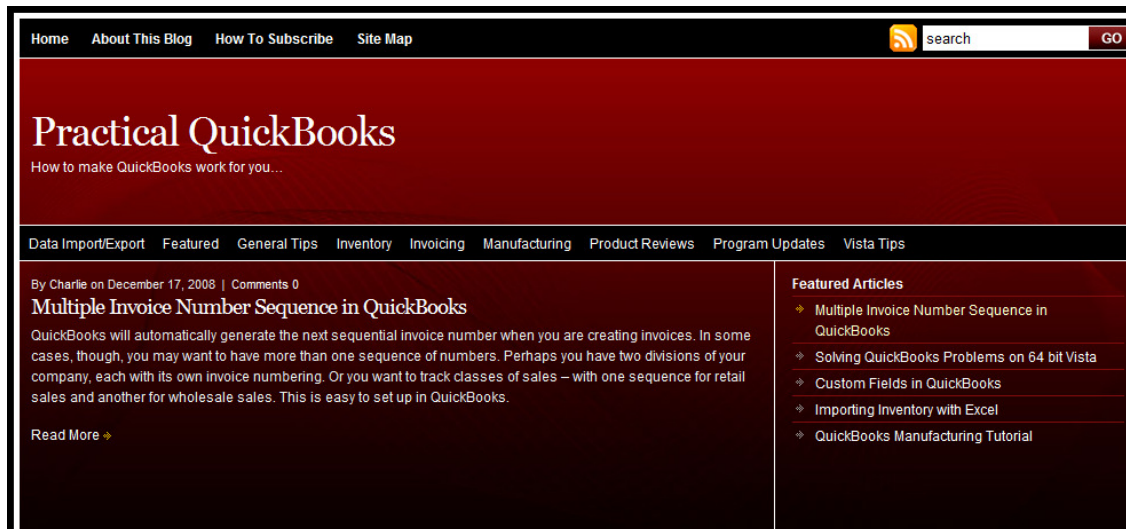 Home About This Blog How To Subscribe Site Map search GO
Practical QuickBooks
How to make QuickBooks work for you...
Data Import/Export Featured General Tips Inventory Invoicing Manufacturing Product Reviews Program Updates Vista Tips
By Charlie on December 17, 2008 | Comments 0
Multiple Invoice Number Sequence in QuickBooks
QuickBooks will automatically generate the next sequential invoice number when you are creating invoices. In some
cases, though, you may want to have more than one sequence of numbers. Perhaps you have two divisions of your
company, each with its own invoice numbering. Or you want to track classes of sales – with one sequence for retail
sales and another for wholesale sales. This is easy to set up in QuickBooks.
Read More
Featured Articles
Multiple Invoice Number Sequence in
QuickBooks
Solving QuickBooks Problems on 64 bit Vista
Custom Fields in QuickBooks
Importing Inventory with Excel
QuickBooks Manufacturing Tutorial